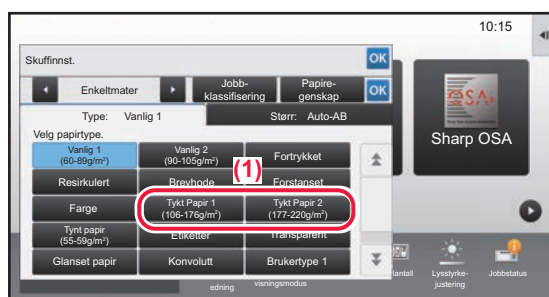 10:15
Skuffinnst.
OK
Enkeltmater
Jobb-
klassifisering
Papire-
genskap
OK
Type: Vanlig 1
Størr: Auto-AB
Velg papirtype.
Vanlig 1
(60-89g/m²)
Vanlig 2
(90-105g/m²)
Fortrykket
Resirkulert
Brevhode
(1)
Forstanset
Farge
Tykt Papir 1
(106-176g/m²)
Tykt Papir 2
(177-220g/m²)
Tynt papir
(55-59g/m²)
Etiketter
Transparent
Glanset papir
Konvolutt
Brukertype 1
OSA
Sharp OSA
edning
visningsmodus
lantall
Lysstyrke-
justering
Jobbstatus